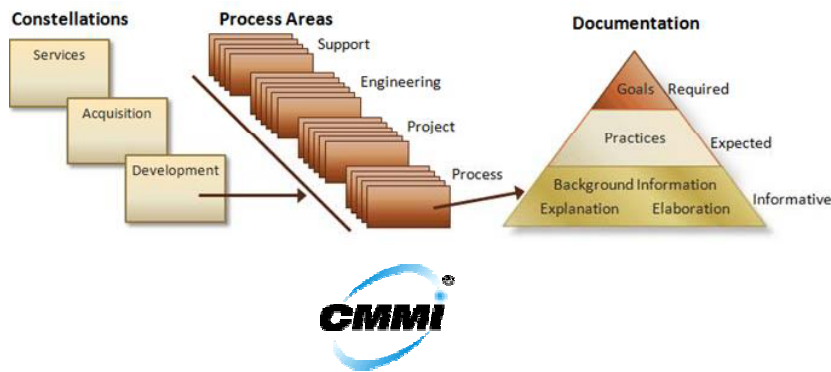 Constellations
Services
Acquisition
Development
Process Areas
Support
Engineering
Project
Process
Documentation
Goals Required
Practices Expected
Background Information
Explanation Elaboration Informative
CMMI®